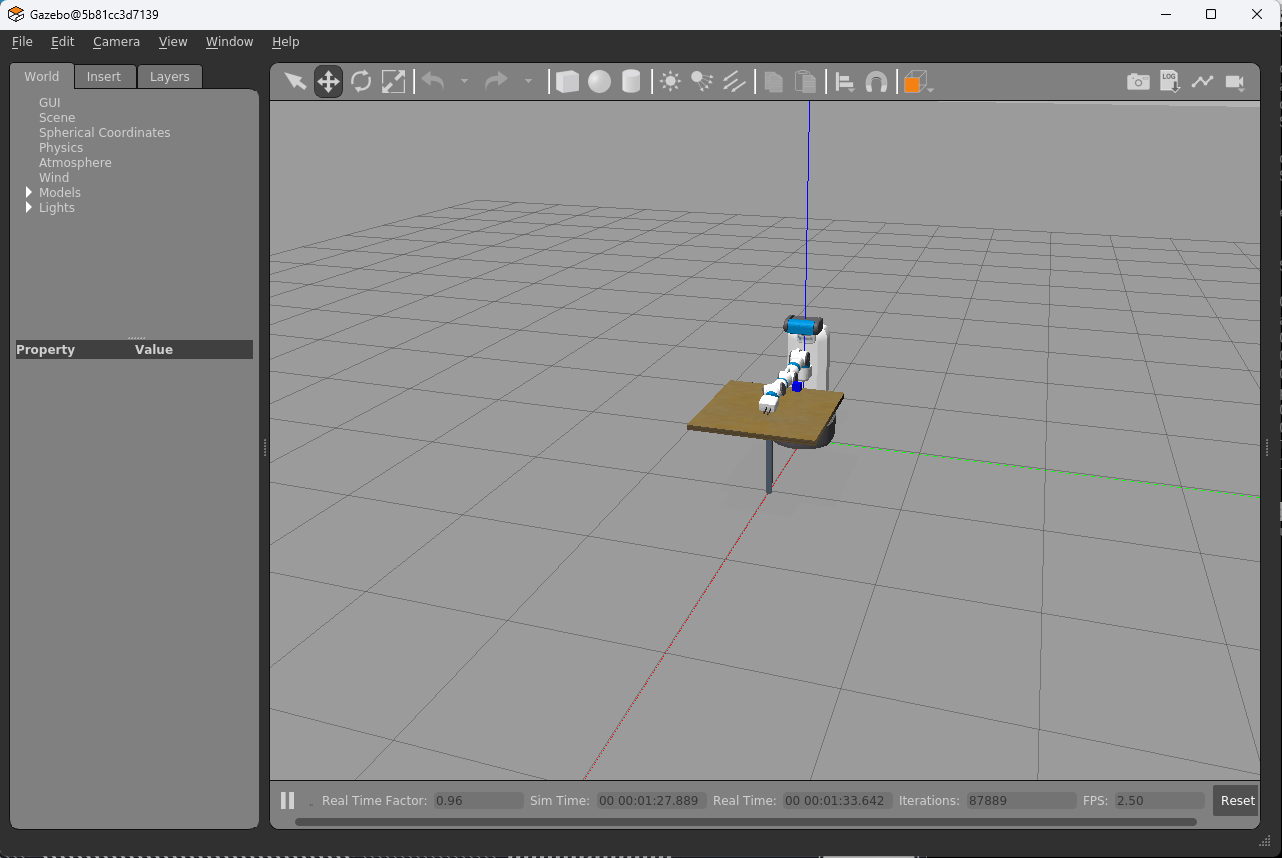 Gazebo@5b81cc3d7139
File Edit Camera View Window Help
World Insert Layers
LOG
GUI
Scene
Spherical Coordinates
Physics
Atmosphere
Wind
Models
Lights
Property Value
Real Time Factor: 0.96 Sim Time: 00 00:01:27.889 Real Time: 00 00:01:33.642 Iterations: 87889 FPS: 2.50 Reset